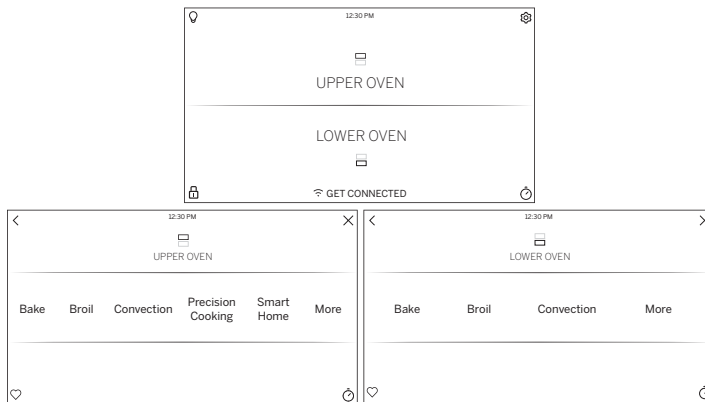 12:30 PM
UPPER OVEN
LOWER OVEN
GET CONNECTED
12:30 PM
UPPER OVEN
Bake Broil Convection Precision Cooking Smart Home More
12:30 PM
LOWER OVEN
Bake Broil Convection More